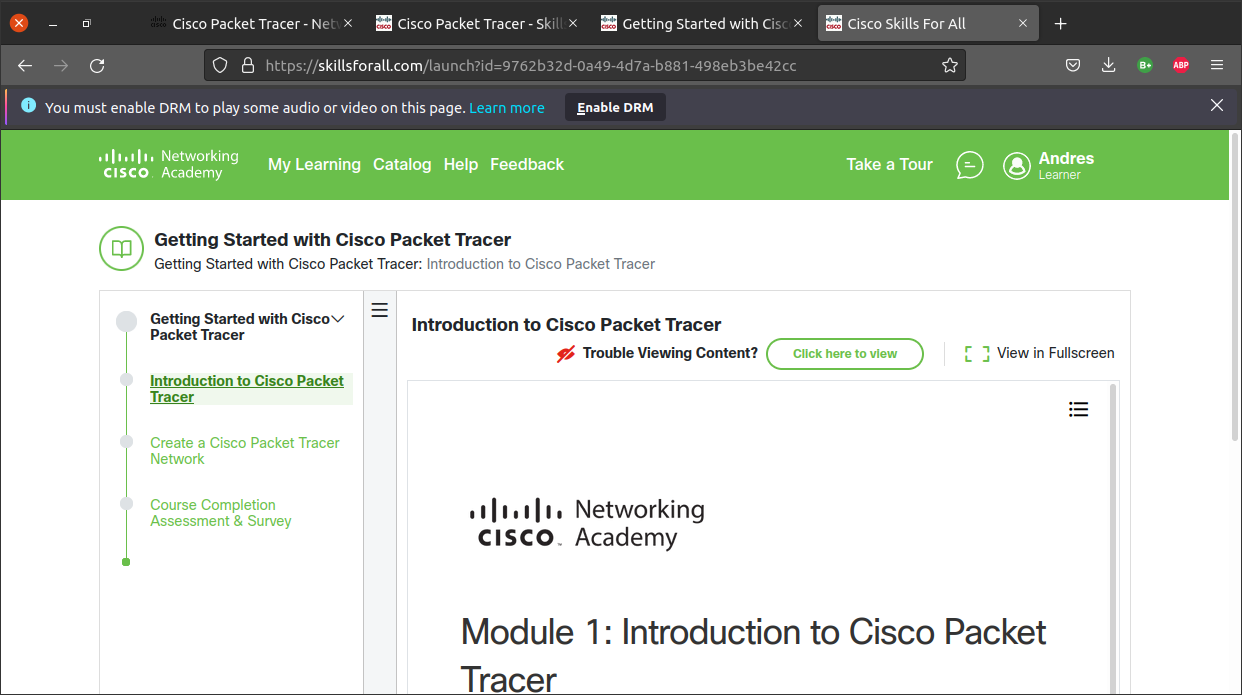 Cisco Packet Tracer - Netw
Cisco Packet Tracer - Skill
Getting Started with Cisc
Cisco Skills For All
https://skillsforall.com/launch?id=9762b32d-0a49-4d7a-b881-498eb3be42cc
B+
ABP
You must enable DRM to play some audio or video on this page. Learn more
Enable DRM
CISCO Networking Academy
My Learning
Catalog
Help
Feedback
Take a Tour
Andres
Learner
Getting Started with Cisco Packet Tracer
Getting Started with Cisco Packet Tracer: Introduction to Cisco Packet Tracer
Getting Started with Cisco
Packet Tracer
Introduction to Cisco Packet
Tracer
Create a Cisco Packet Tracer
Network
Course Completion
Assessment & Survey
Introduction to Cisco Packet Tracer
Trouble Viewing Content?
Click here to view
View in Fullscreen
CISCO Networking
Academy
Module 1: Introduction to Cisco Packet
Tracer